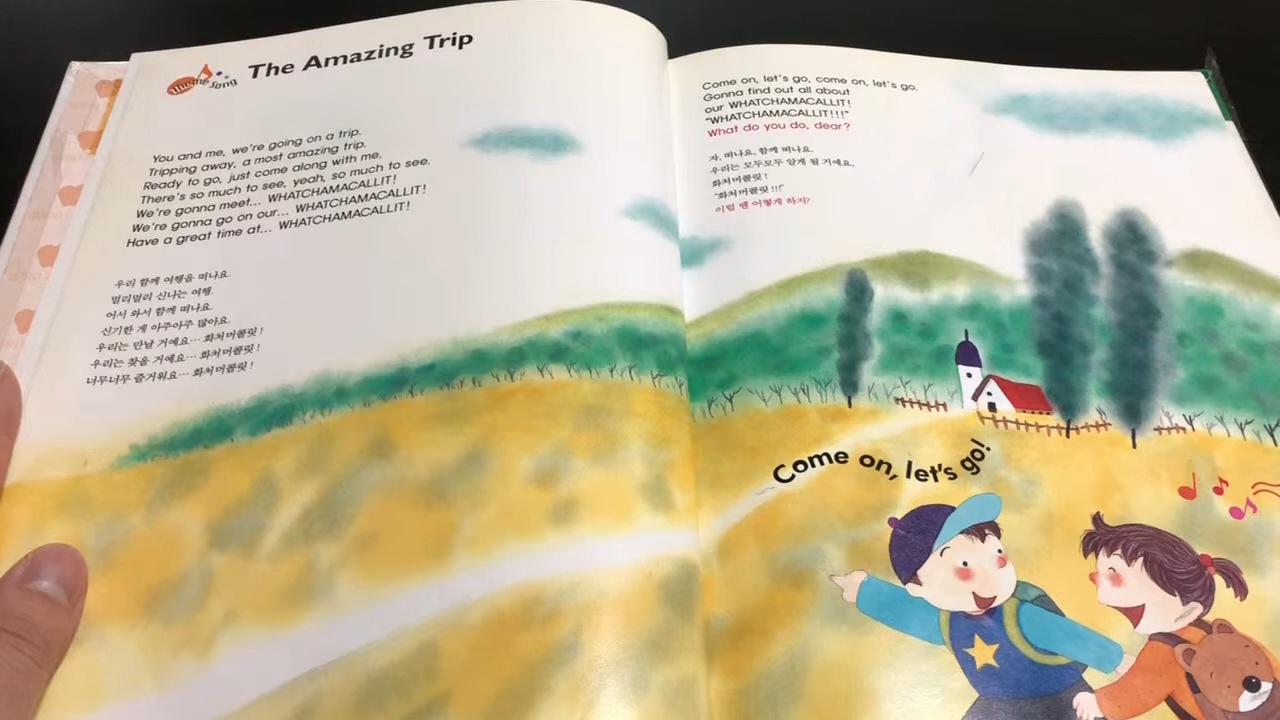 Theme Song
The Amazing Trip
You and me, we're going on a trip.
Tripping away, a most amazing trip.
Ready to go, just come along with me.
There's so much to see, yeah, so much to see.
We're gonna meet... WHATCHAMACALLIT!
We're gonna go on our... WHATCHAMACALLIT!
Have a great time at... WHATCHAMACALLIT!
우리 함께 여행을 떠나요.
멀리멀리 신나는 여행.
어서 와서 함께 떠나요.
신기한 게 아주아주 많아요.
우리는 만날 거예요… 화처머콜릿!
우리는 찾을 거예요… 화처머콜릿!
너무너무 즐거워요… 화처머콜릿!
Come on, let's go, come on, let's go.
Gonna find out all about
our WHATCHAMACALLIT!
"WHATCHAMACALLIT!!!"
What do you do, dear?
자, 떠나요, 함께 떠나요.
우리는 모두모두 알게 될 거예요,
화처머콜릿!
"화처머콜릿!!!"
이럴 땐 어떻게 하지?
Come on, let's go!